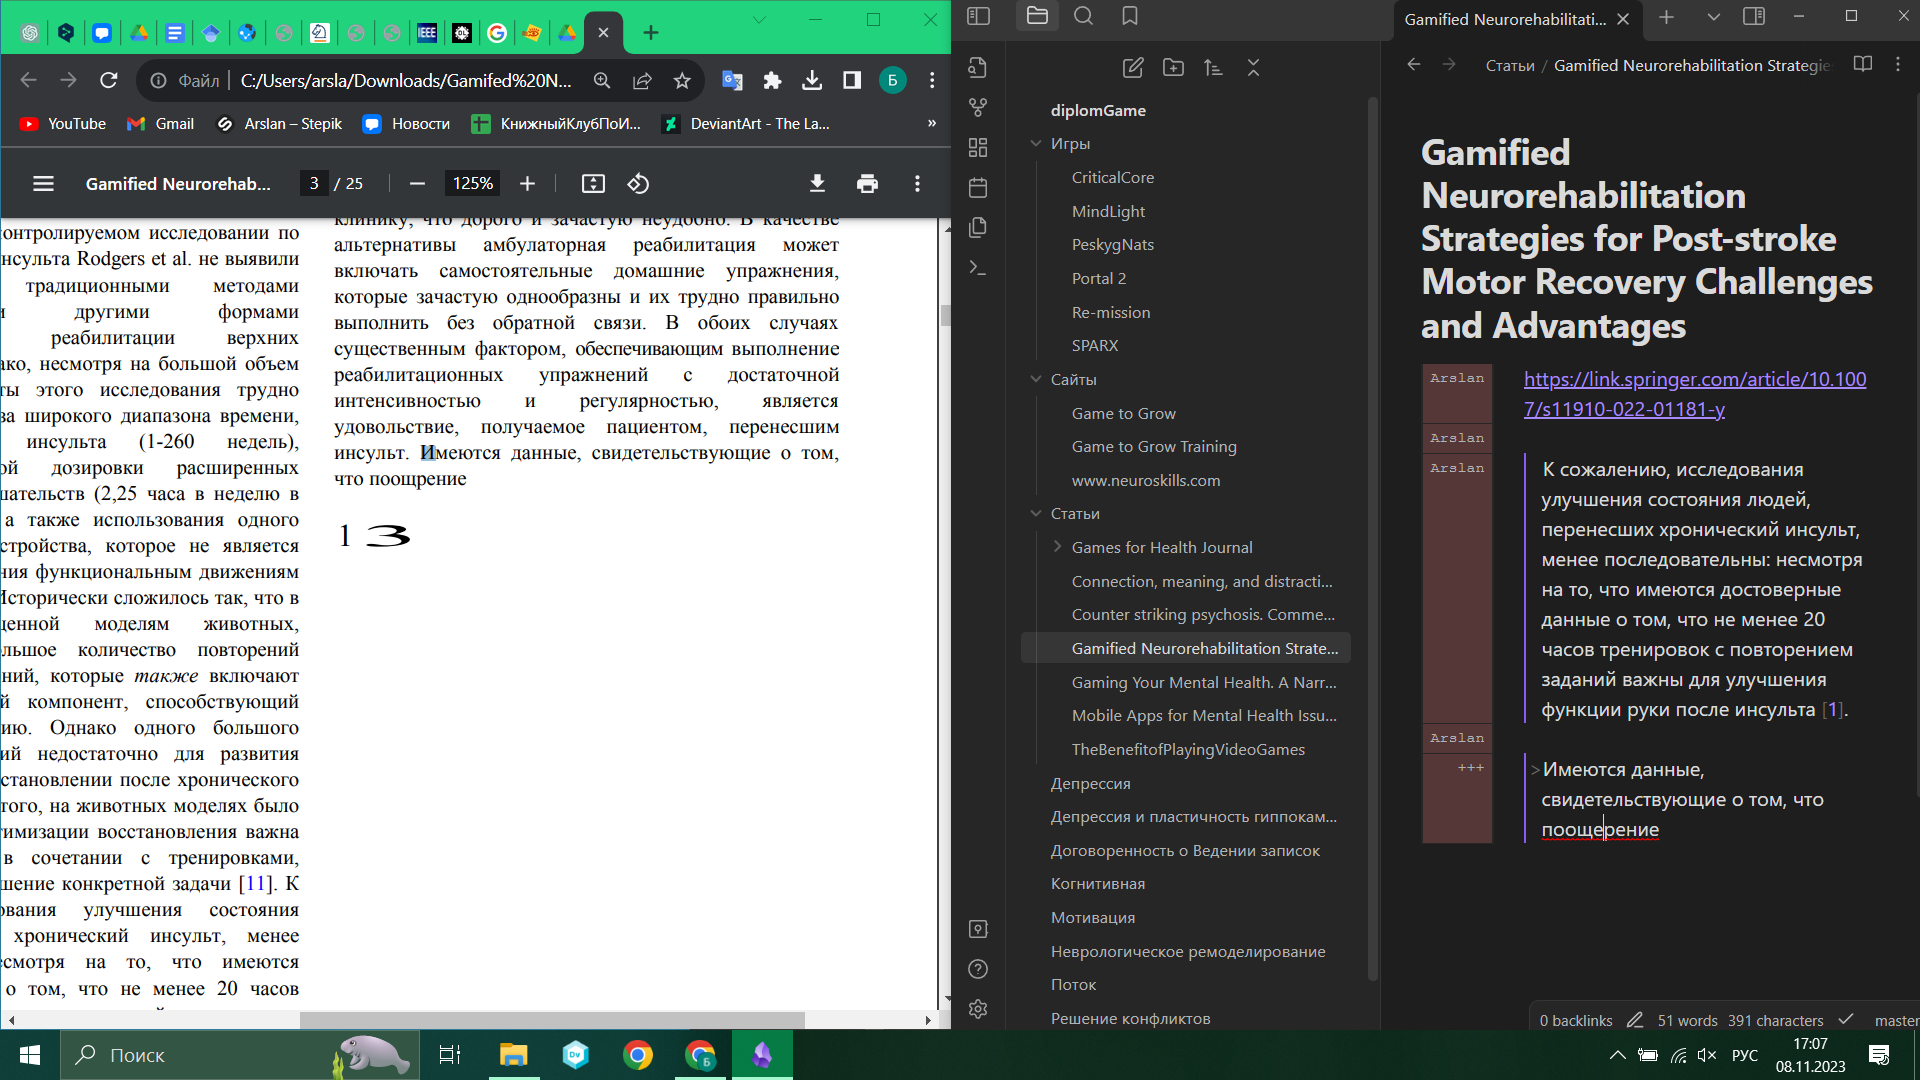 Файл
C:/Users/arsla/Downloads/Gamifed%20N...
YouTube
Gmail
Arslan – Stepik
Новости
КнижныйКлубПоИ...
DeviantArt - The La...
»
Gamified Neurorehab...
3 / 25
125%
онтролируемом исследовании по
нсульта Rodgers et al. не выявили
традиционными методами
и другими формами
реабилитации верхних
ако, несмотря на большой объем
ты этого исследования трудно
за широкого диапазона времени,
инсульта (1-260 недель),
ой дозировки расширенных
шательств (2,25 часа в неделю в
а также использования одного
стройства, которое не является
ния функциональным движениям
Исторически сложилось так, что в
щенной моделям животных,
ольшое количество повторений
ний, которые также включают
й компонент, способствующий
ию. Однако одного большого
ий недостаточно для развития
становлении после хронического
того, на животных моделях было
тимизации восстановления важна
в сочетании с тренировками,
шение конкретной задачи [11]. К
ования улучшения состояния
хронический инсульт, менее
смотря на то, что имеются
о том, что не менее 20 часов
клинику, что дорого и зачастую неудобно. В качестве
альтернативы амбулаторная реабилитация может
включать самостоятельные домашние упражнения,
которые зачастую однообразны и их трудно правильно
выполнить без обратной связи. В обоих случаях
существенным фактором, обеспечивающим выполнение
реабилитационных упражнений с достаточной
интенсивностью и регулярностью, является
удовольствие, получаемое пациентом, перенесшим
инсульт. Имеются данные, свидетельствующие о том,
что поощрение
1 3
diplomGame
Игры
CriticalCore
MindLight
PeskygNats
Portal 2
Re-mission
SPARX
Сайты
Game to Grow
Game to Grow Training
www.neuroskills.com
Статьи
Games for Health Journal
Connection, meaning, and distracti...
Counter striking psychosis. Comme...
Gamified Neurorehabilitation Strate...
Gaming Your Mental Health. A Narr...
Mobile Apps for Mental Health Issu...
TheBenefitofPlayingVideoGames
Депрессия
Депрессия и пластичность гиппокам...
Договоренность о Ведении записок
Когнитивная
Мотивация
Неврологическое ремоделирование
Поток
Решение конфликтов
Gamified Neurorehabilitati...
Статьи / Gamified Neurorehabilitation Strategie
Gamified
Neurorehabilitation
Strategies for Post-stroke
Motor Recovery Challenges
and Advantages
Arslan
https://link.springer.com/article/10.100
7/s11910-022-01181-y
Arslan
Arslan
К сожалению, исследования
улучшения состояния людей,
перенесших хронический инсульт,
менее последовательны: несмотря
на то, что имеются достоверные
данные о том, что не менее 20
часов тренировок с повторением
заданий важны для улучшения
функции руки после инсульта [1].
Arslan
+++
>Имеются данные,
свидетельствующие о том, что
поощерение
0 backlinks
51 words 391 characters
master
Поиск
РУС
17:07
08.11.2023